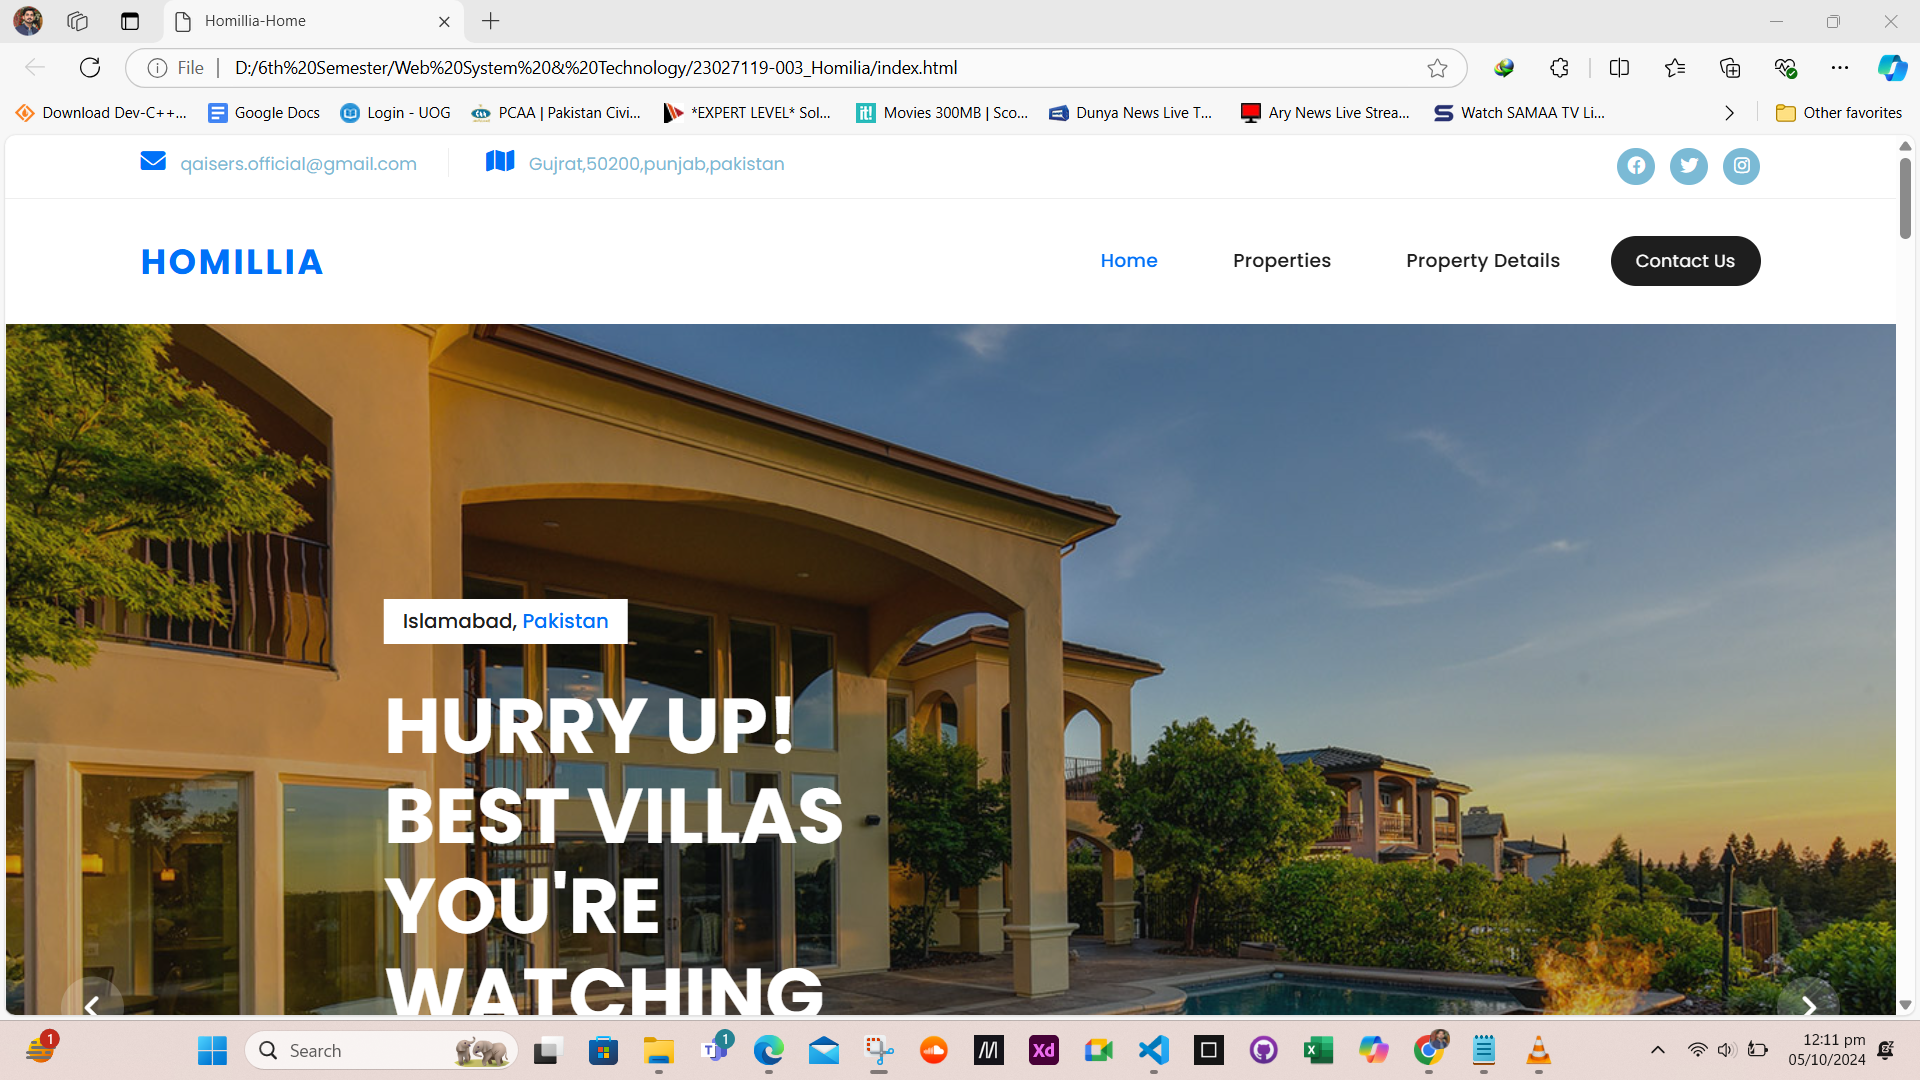 Homillia-Home
File
D:/6th%20Semester/Web%20System%20&%20Technology/23027119-003_Homilia/index.html
Download Dev-C++...
Google Docs
Login - UOG
PCAA | Pakistan Civi...
*EXPERT LEVEL* Sol...
it!
Movies 300MB | Sco...
Dunya News Live T...
Ary News Live Strea...
Watch SAMAA TV Li...
Other favorites
qaisers.official@gmail.com
Gujrat,50200,punjab,pakistan
HOMILLIA
Home
Properties
Property Details
Contact Us
Islamabad, Pakistan
HURRY UP!
BEST VILLAS
YOU'RE
WATCHING
1
Search
T
1
Xd
X
12:11 pm
05/10/2024